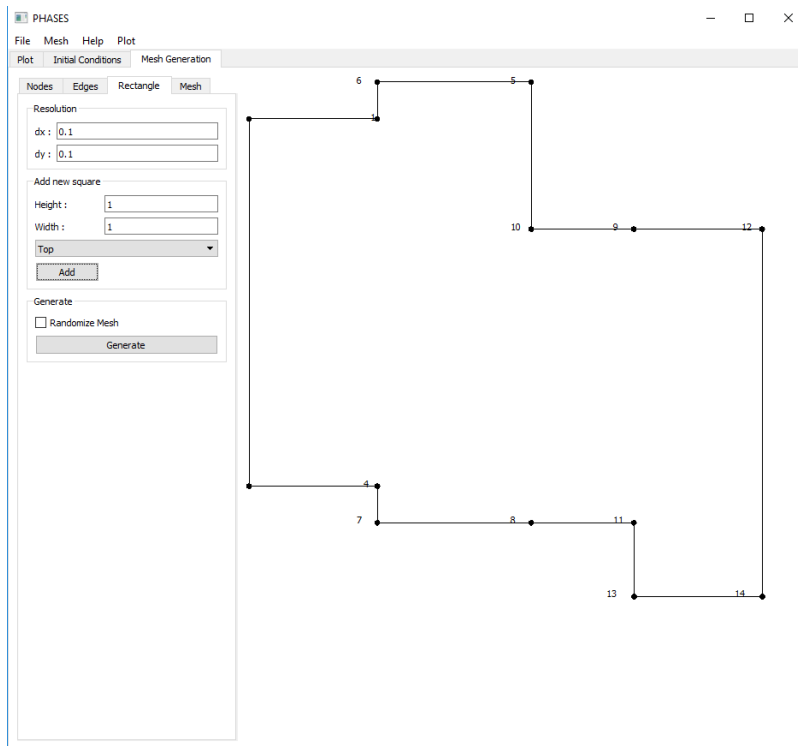 PHASES
File Mesh Help Plot
Plot Initial Conditions Mesh Generation
Nodes Edges Rectangle Mesh
Resolution
dx : 0.1
dy : 0.1
Add new square
Height : 1
Width : 1
Top
Add
Generate
Randomize Mesh
Generate
6 5
1
10 9 12
4
7 8 11
13 14